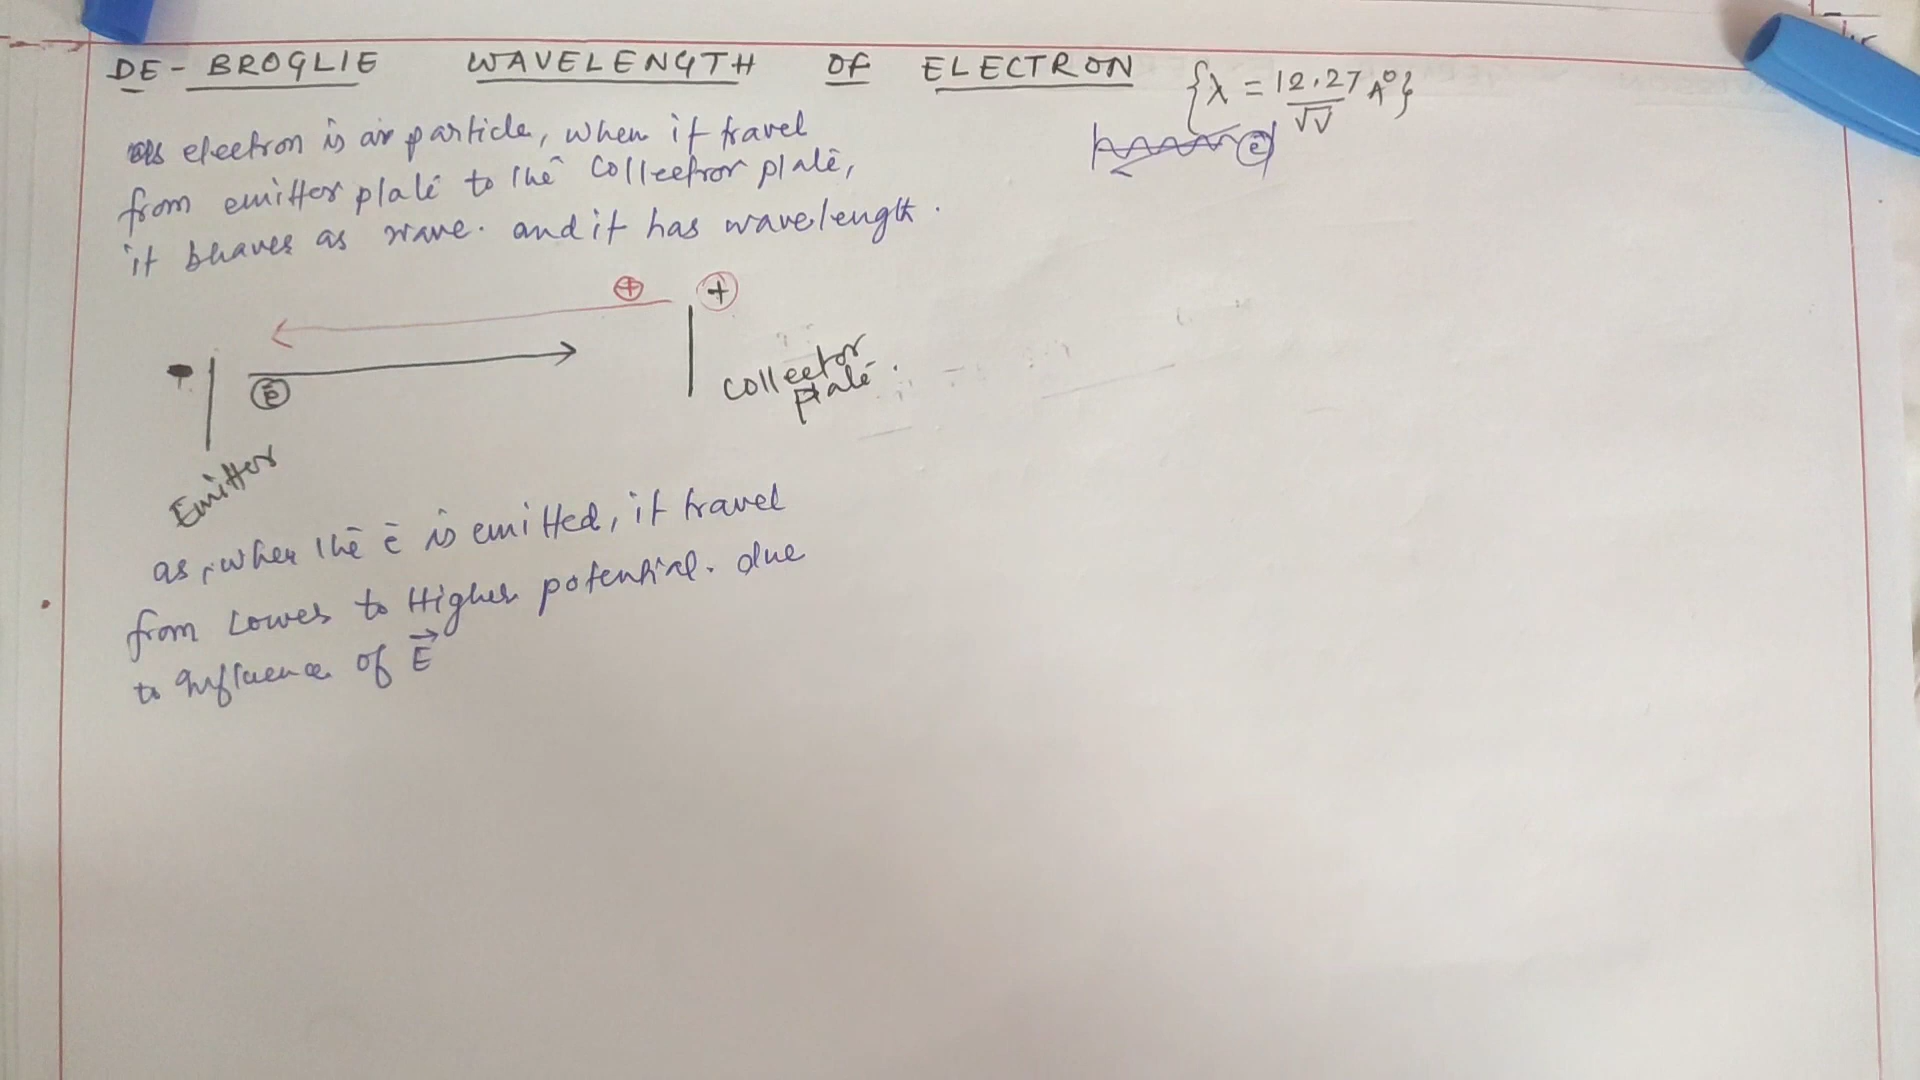 DE - BROGLIE WAVELENGTH OF ELECTRON {λ = 12.27/√V A°}
electron is an particle, when it travel
from emitter plate to the Collectror plate,
it bhaves as wave. and it has wavelength.
e
⊕ +
ē
Collector
plate.
Emitter
as, when the ē is emitted, it travel
from Lower to Higher potential. due
to influence of E⃗